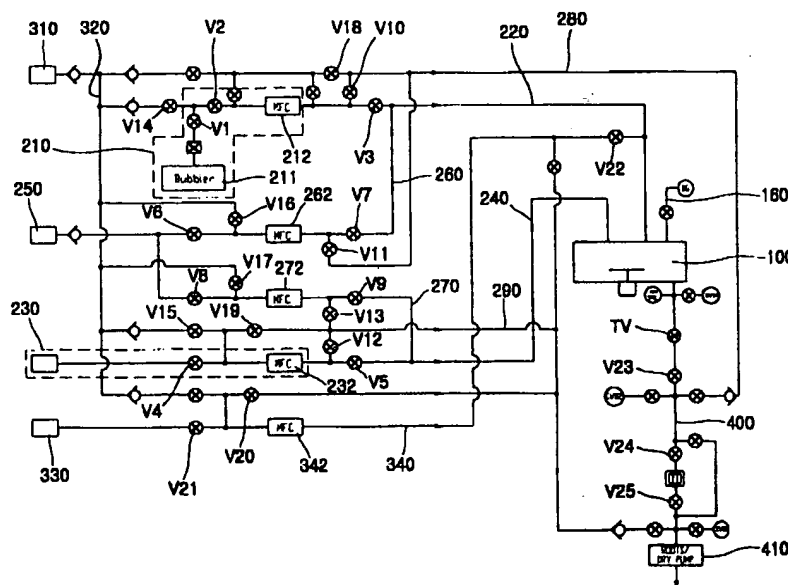 310
320
V2
V18
V10
220
280
V14
V1
MFC
212
V3
210
Bubbler
211
V22
260
160
250
V6
V16
262
V7
240
MFC
V11
100
V17
V8
272
V9
270
MFC
290
V15
V19
V13
TV
230
V12
MFC
232
V5
V23
V4
V20
400
330
V21
MFC
342
340
V24
V25
ROOTS/
DRY PUMP
410